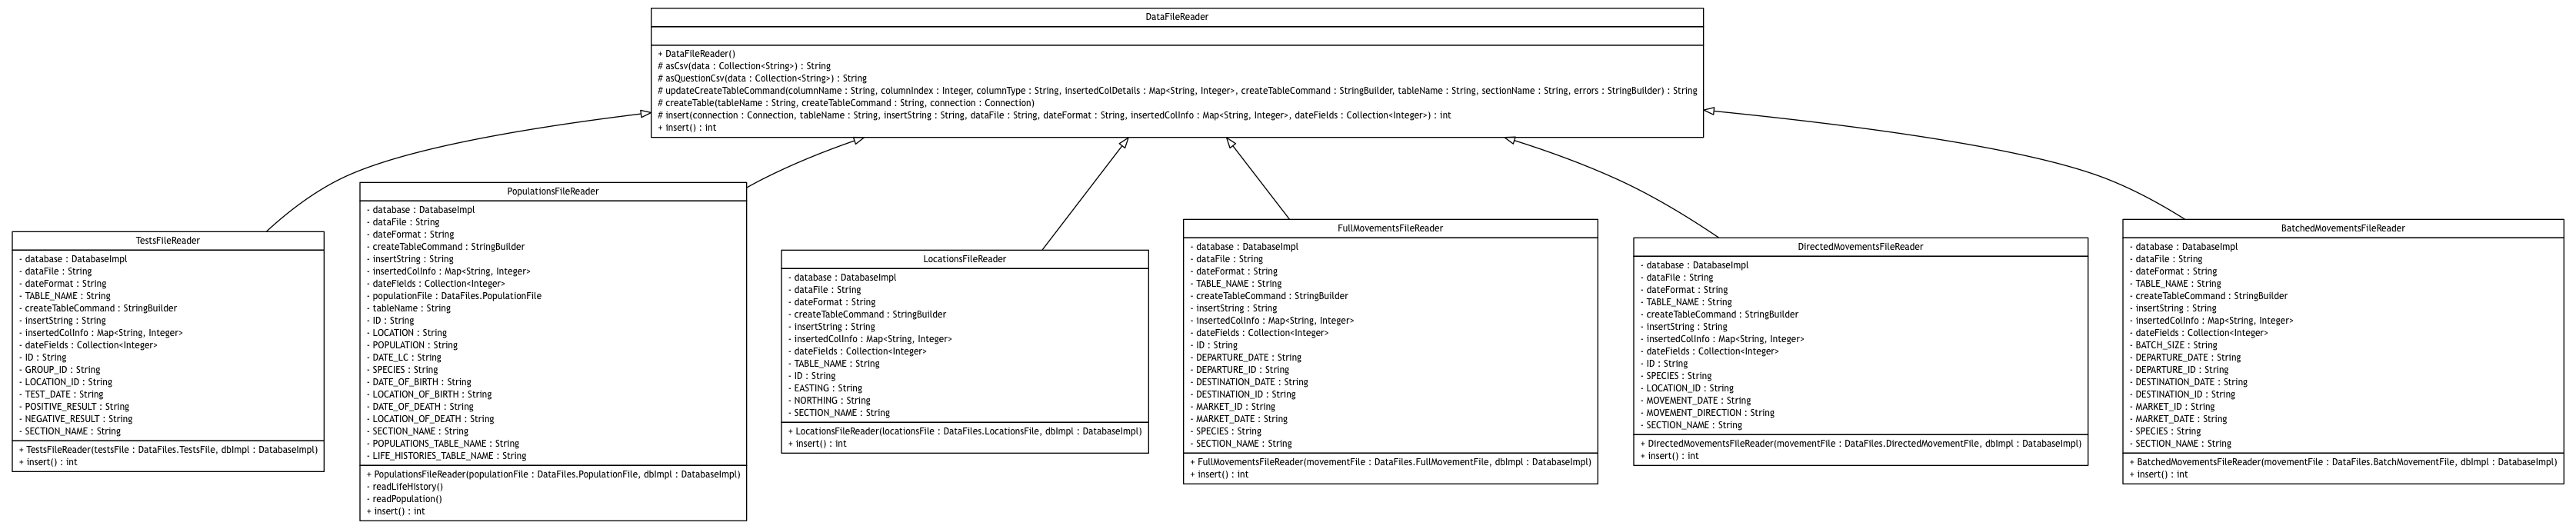 DataFileReader
+ DataFileReader()
# asCsv(data : Collection<String>) : String
# asQuestionCsv(data : Collection<String>) : String
# updateCreateTableCommand(columnName : String, columnIndex : Integer, columnType : String, insertedColDetails : Map<String, Integer>, createTableCommand : StringBuilder, tableName : String, sectionName : String, errors : StringBuilder) : String
# createTable(tableName : String, createTableCommand : String, connection : Connection)
# insert(connection : Connection, tableName : String, insertString : String, dataFile : String, dateFormat : String, insertedColInfo : Map<String, Integer>, dateFields : Collection<Integer>) : int
+ insert() : int
TestsFileReader
- database : DatabaseImpl
- dataFile : String
- dateFormat : String
- TABLE_NAME : String
- createTableCommand : StringBuilder
- insertString : String
- insertedColInfo : Map<String, Integer>
- dateFields : Collection<Integer>
- ID : String
- GROUP_ID : String
- LOCATION_ID : String
- TEST_DATE : String
- POSITIVE_RESULT : String
- NEGATIVE_RESULT : String
- SECTION_NAME : String
+ TestsFileReader(testsFile : DataFiles.TestsFile, dbImpl : DatabaseImpl)
+ insert() : int
PopulationsFileReader
- database : DatabaseImpl
- dataFile : String
- dateFormat : String
- createTableCommand : StringBuilder
- insertString : String
- insertedColInfo : Map<String, Integer>
- dateFields : Collection<Integer>
- populationFile : DataFiles.PopulationFile
- tableName : String
- ID : String
- LOCATION : String
- POPULATION : String
- DATE_LC : String
- SPECIES : String
- DATE_OF_BIRTH : String
- LOCATION_OF_BIRTH : String
- DATE_OF_DEATH : String
- LOCATION_OF_DEATH : String
- SECTION_NAME : String
- POPULATIONS_TABLE_NAME : String
- LIFE_HISTORIES_TABLE_NAME : String
+ PopulationsFileReader(populationFile : DataFiles.PopulationFile, dbImpl : DatabaseImpl)
- readLifeHistory()
- readPopulation()
+ insert() : int
LocationsFileReader
- database : DatabaseImpl
- dataFile : String
- dateFormat : String
- createTableCommand : StringBuilder
- insertString : String
- insertedColInfo : Map<String, Integer>
- dateFields : Collection<Integer>
- TABLE_NAME : String
- ID : String
- EASTING : String
- NORTHING : String
- SECTION_NAME : String
+ LocationsFileReader(locationsFile : DataFiles.LocationsFile, dbImpl : DatabaseImpl)
+ insert() : int
FullMovementsFileReader
- database : DatabaseImpl
- dataFile : String
- dateFormat : String
- TABLE_NAME : String
- createTableCommand : StringBuilder
- insertString : String
- insertedColInfo : Map<String, Integer>
- dateFields : Collection<Integer>
- ID : String
- DEPARTURE_DATE : String
- DEPARTURE_ID : String
- DESTINATION_DATE : String
- DESTINATION_ID : String
- MARKET_ID : String
- MARKET_DATE : String
- SPECIES : String
- SECTION_NAME : String
+ FullMovementsFileReader(movementFile : DataFiles.FullMovementFile, dbImpl : DatabaseImpl)
+ insert() : int
DirectedMovementsFileReader
- database : DatabaseImpl
- dataFile : String
- dateFormat : String
- TABLE_NAME : String
- createTableCommand : StringBuilder
- insertString : String
- insertedColInfo : Map<String, Integer>
- dateFields : Collection<Integer>
- ID : String
- SPECIES : String
- LOCATION_ID : String
- MOVEMENT_DATE : String
- MOVEMENT_DIRECTION : String
- SECTION_NAME : String
+ DirectedMovementsFileReader(movementFile : DataFiles.DirectedMovementFile, dbImpl : DatabaseImpl)
+ insert() : int
BatchedMovementsFileReader
- database : DatabaseImpl
- dataFile : String
- dateFormat : String
- TABLE_NAME : String
- createTableCommand : StringBuilder
- insertString : String
- insertedColInfo : Map<String, Integer>
- dateFields : Collection<Integer>
- BATCH_SIZE : String
- DEPARTURE_DATE : String
- DEPARTURE_ID : String
- DESTINATION_DATE : String
- DESTINATION_ID : String
- MARKET_ID : String
- MARKET_DATE : String
- SPECIES : String
- SECTION_NAME : String
+ BatchedMovementsFileReader(movementFile : DataFiles.BatchMovementFile, dbImpl : DatabaseImpl)
+ insert() : int